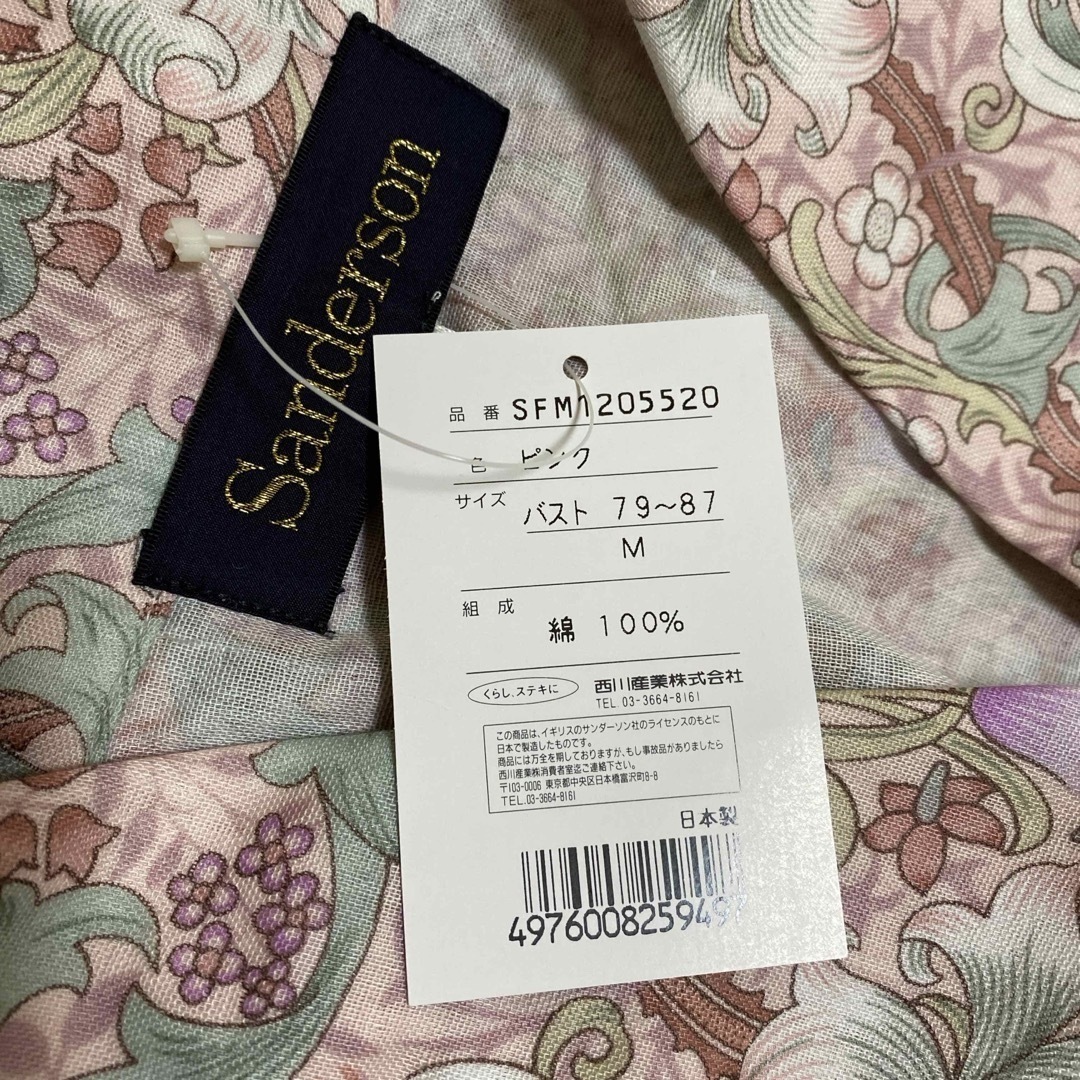 Sanderson
品 番 SFM1205520
色 ピンク
サイズ バスト 79～87
M
組 成 綿 100%
くらし、ステキに 西川産業株式会社
TEL 03-3664-8161
この商品は、イギリスのサンダーソン社のライセンスのもとに
日本で製造したものです。
商品には万全を期しておりますが、もし事故品がありましたら
西川産業㈱消費者室迄ご連絡下さい。
〒103-0006 東京都中央区日本橋富沢町8-8
TEL.03-3664-8161
日本製